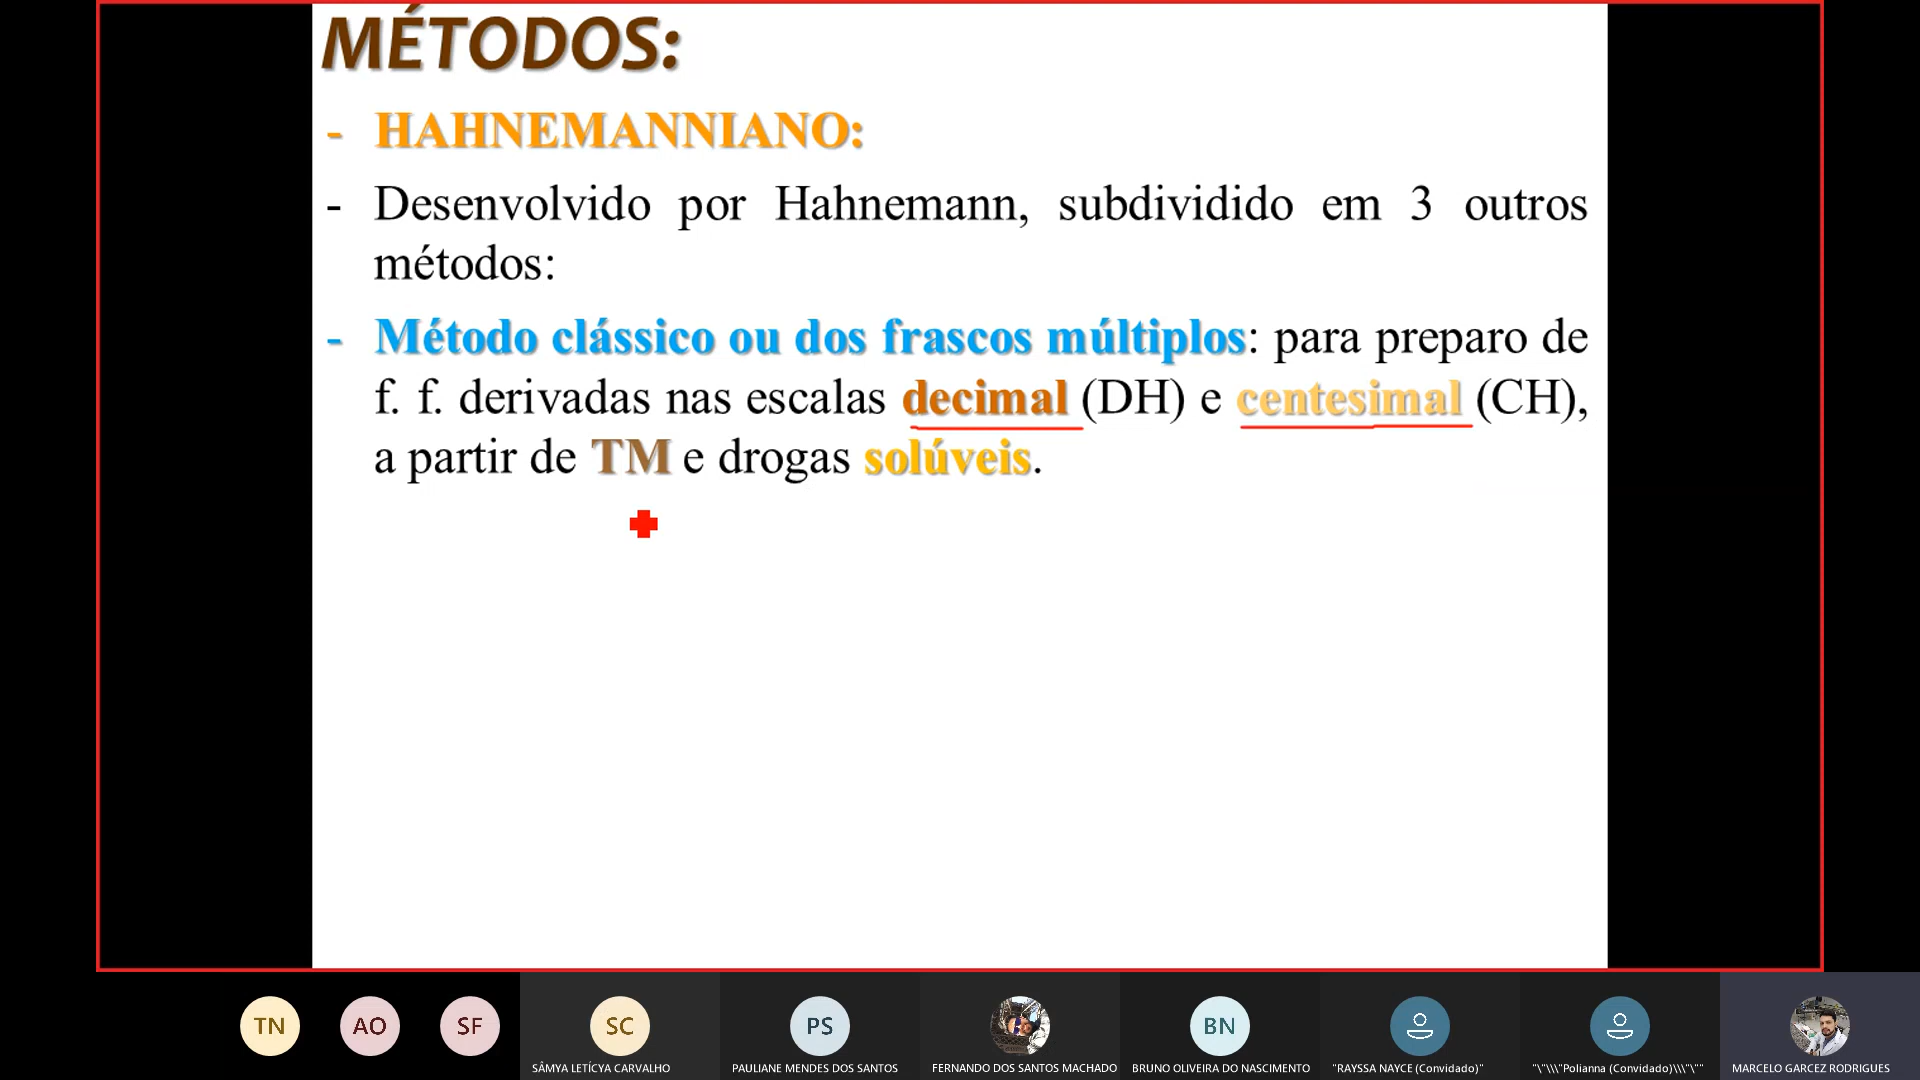 MÉTODOS:
- HAHNEMANNIANO:
- Desenvolvido por Hahnemann, subdividido em 3 outros
métodos:
- Método clássico ou dos frascos múltiplos: para preparo de
f. f. derivadas nas escalas decimal (DH) e centesimal (CH),
a partir de TM e drogas solúveis.
TN
AO
SF
SC
PS
BN
SÂMYA LETÍCYA CARVALHO
PAULIANE MENDES DOS SANTOS
FERNANDO DOS SANTOS MACHADO
BRUNO OLIVEIRA DO NASCIMENTO
"RAYSSA NAYCE (Convidado)"
"\"\\\"Polianna (Convidado)\\\"\""
MARCELO GARCEZ RODRIGUES